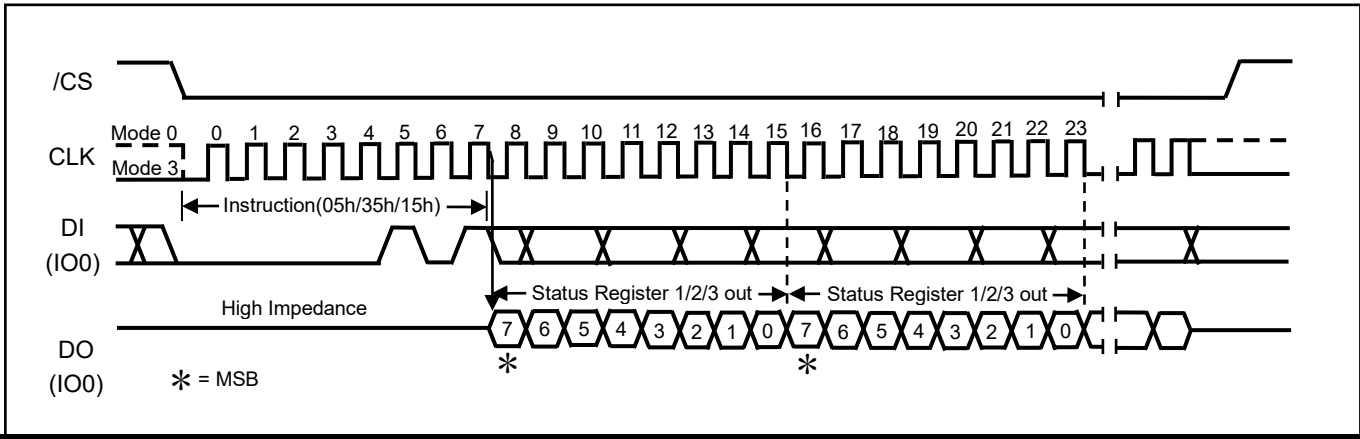 /CS
Mode 0 0 1 2 3 4 5 6 7 8 9 10 11 12 13 14 15 16 17 18 19 20 21 22 23
CLK
Mode 3
Instruction(05h/35h/15h)
DI
(IO0)
Status Register 1/2/3 out Status Register 1/2/3 out
High Impedance
7 6 5 4 3 2 1 0 7 6 5 4 3 2 1 0
DO
(IO0)
* *
* = MSB